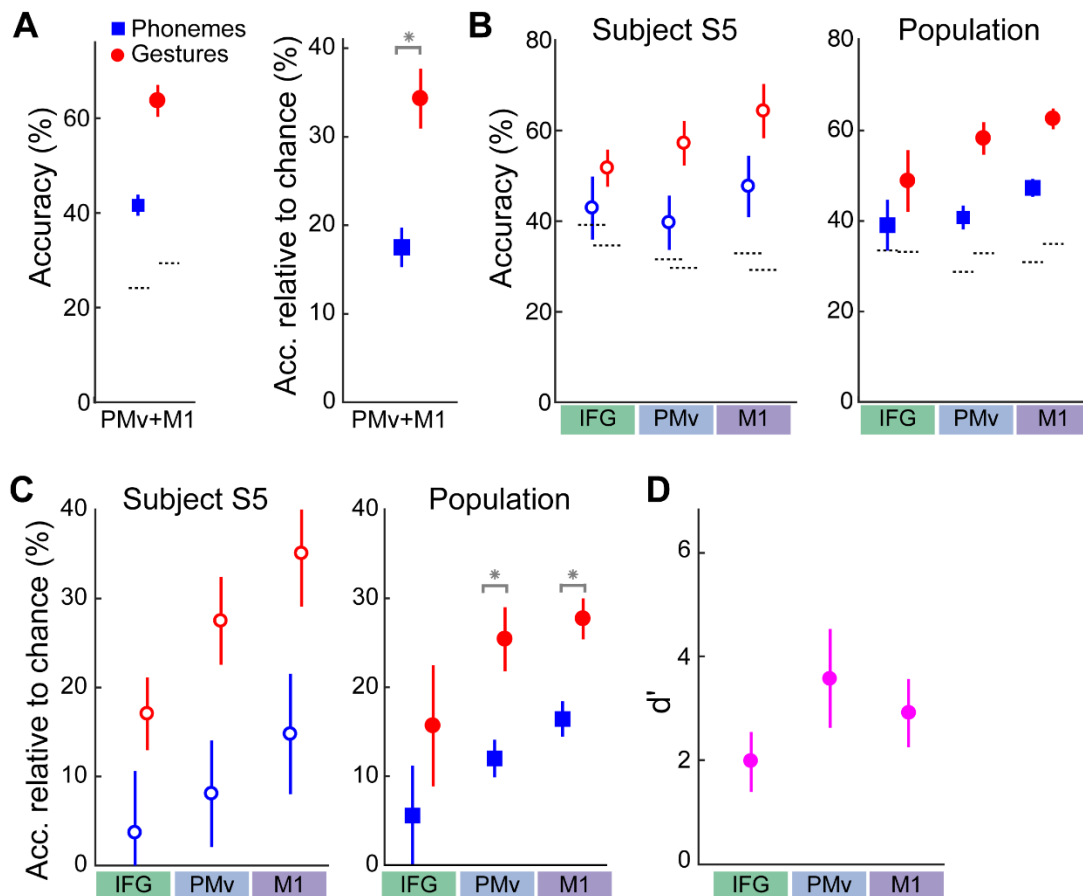 A
Phonemes
Gestures
Accuracy (%)
60
40
20
0
PMv+M1
Acc. relative to chance (%)
40
30
20
10
0
*
PMv+M1
B
Subject S5
Accuracy (%)
80
60
40
20
0
IFG PMv M1
Population
80
60
40
20
0
IFG PMv M1
C
Subject S5
Acc. relative to chance (%)
40
30
20
10
0
IFG PMv M1
Population
40
30
20
10
0
* *
IFG PMv M1
D
d'
6
4
2
0
IFG PMv M1